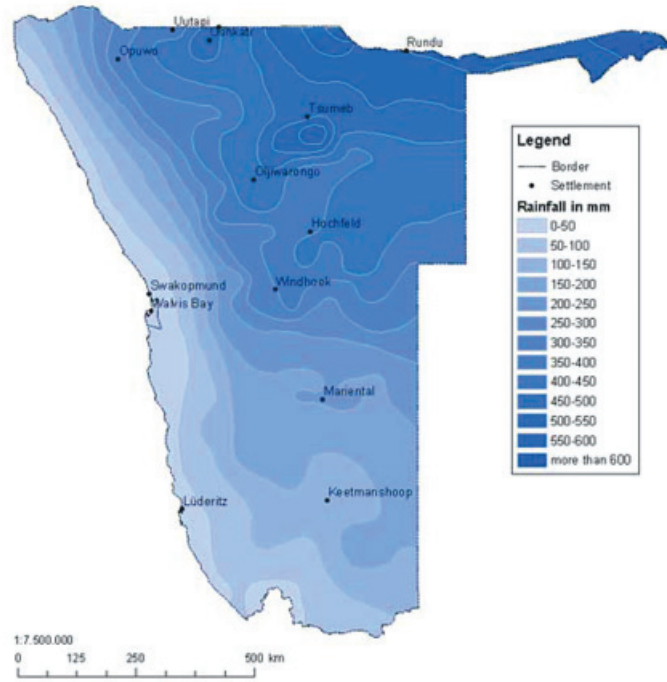 Uutapi
Oshkati
Opuwo
Rundu
Tsumeb
Otjiwarongo
Hochfeld
Windhoek
Swakopmund
Walvis Bay
Mariental
Keetmanshoop
Lüderitz
Legend
Border
Settlement
Rainfall in mm
0-50
50-100
100-150
150-200
200-250
250-300
300-350
350-400
400-450
450-500
500-550
550-600
more than 600
1:7.500.000
0 125 250 500 km